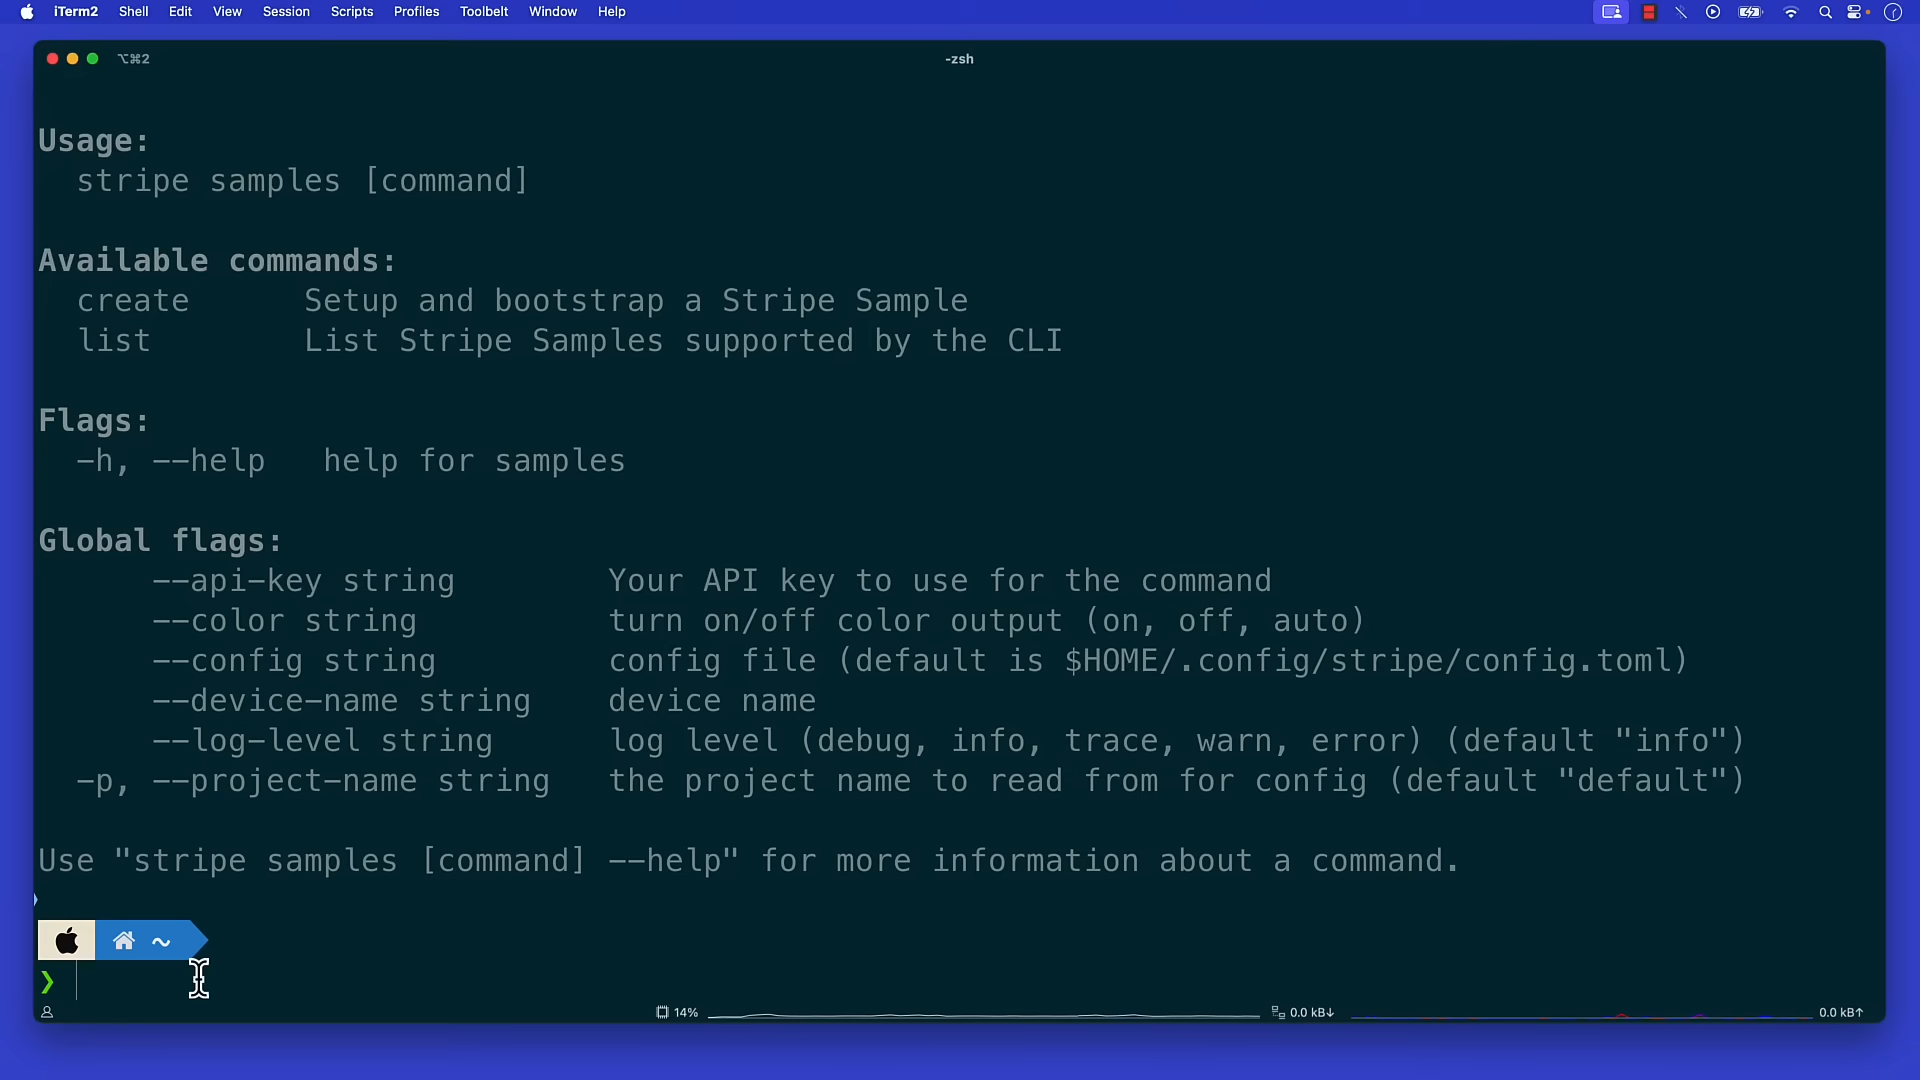 iTerm2 Shell Edit View Session Scripts Profiles Toolbelt Window Help
⌥⌘2 -zsh
Usage:
stripe samples [command]
Available commands:
create Setup and bootstrap a Stripe Sample
list List Stripe Samples supported by the CLI
Flags:
-h, --help help for samples
Global flags:
--api-key string Your API key to use for the command
--color string turn on/off color output (on, off, auto)
--config string config file (default is $HOME/.config/stripe/config.toml)
--device-name string device name
--log-level string log level (debug, info, trace, warn, error) (default "info")
-p, --project-name string the project name to read from for config (default "default")
Use "stripe samples [command] --help" for more information about a command.
~
❯
14% 0.0 kB↓ 0.0 kB↑